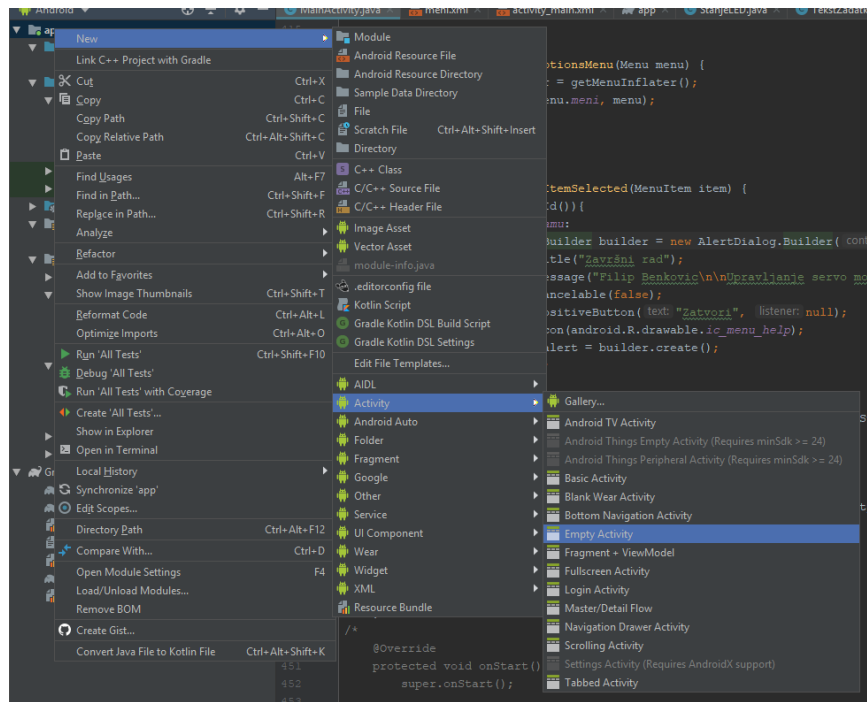 Android
MainActivity.java
meni.xml
activity_main.xml
app
StanjeLED.java
TekstZadatk
New
Link C++ Project with Gradle
Cut Ctrl+X
Copy Ctrl+C
Copy Path Ctrl+Shift+C
Copy Relative Path Ctrl+Alt+Shift+C
Paste Ctrl+V
Find Usages Alt+F7
Find in Path... Ctrl+Shift+F
Replace in Path... Ctrl+Shift+R
Analyze
Refactor
Add to Favorites
Show Image Thumbnails Ctrl+Shift+T
Reformat Code Ctrl+Alt+L
Optimize Imports Ctrl+Alt+O
Run 'All Tests' Ctrl+Shift+F10
Debug 'All Tests'
Run 'All Tests' with Coverage
Create 'All Tests'...
Show in Explorer
Open in Terminal
Local History
Synchronize 'app'
Edit Scopes...
Directory Path Ctrl+Alt+F12
Compare With... Ctrl+D
Open Module Settings F4
Load/Unload Modules...
Remove BOM
Create Gist...
Convert Java File to Kotlin File Ctrl+Alt+Shift+K
Module
Android Resource File
Android Resource Directory
Sample Data Directory
File
Scratch File Ctrl+Alt+Shift+Insert
Directory
C++ Class
C/C++ Source File
C/C++ Header File
Image Asset
Vector Asset
module-info.java
.editorconfig file
Kotlin Script
Gradle Kotlin DSL Build Script
Gradle Kotlin DSL Settings
Edit File Templates...
AIDL
Activity
Android Auto
Folder
Fragment
Google
Other
Service
UI Component
Wear
Widget
XML
Resource Bundle
Gallery...
Android TV Activity
Android Things Empty Activity (Requires minSdk >= 24)
Android Things Peripheral Activity (Requires minSdk >= 24)
Basic Activity
Blank Wear Activity
Bottom Navigation Activity
Empty Activity
Fragment + ViewModel
Fullscreen Activity
Login Activity
Master/Detail Flow
Navigation Drawer Activity
Scrolling Activity
Settings Activity (Requires AndroidX support)
Tabbed Activity
ptionsMenu(Menu menu) {
r = getMenuInflater();
enu.meni, menu);
ItemSelected(MenuItem item) {
Id()){
amu:
Builder builder = new AlertDialog.Builder( cont
itle("Završni rad");
essage("Filip Benkovic\n\nUpravljanje servo mo
ancelable(false);
ositiveButton( text: "Zatvori", listener: null);
con(android.R.drawable.ic_menu_help);
alert = builder.create();
/*
@Override
451 protected void onStart()
452 super.onStart();
453